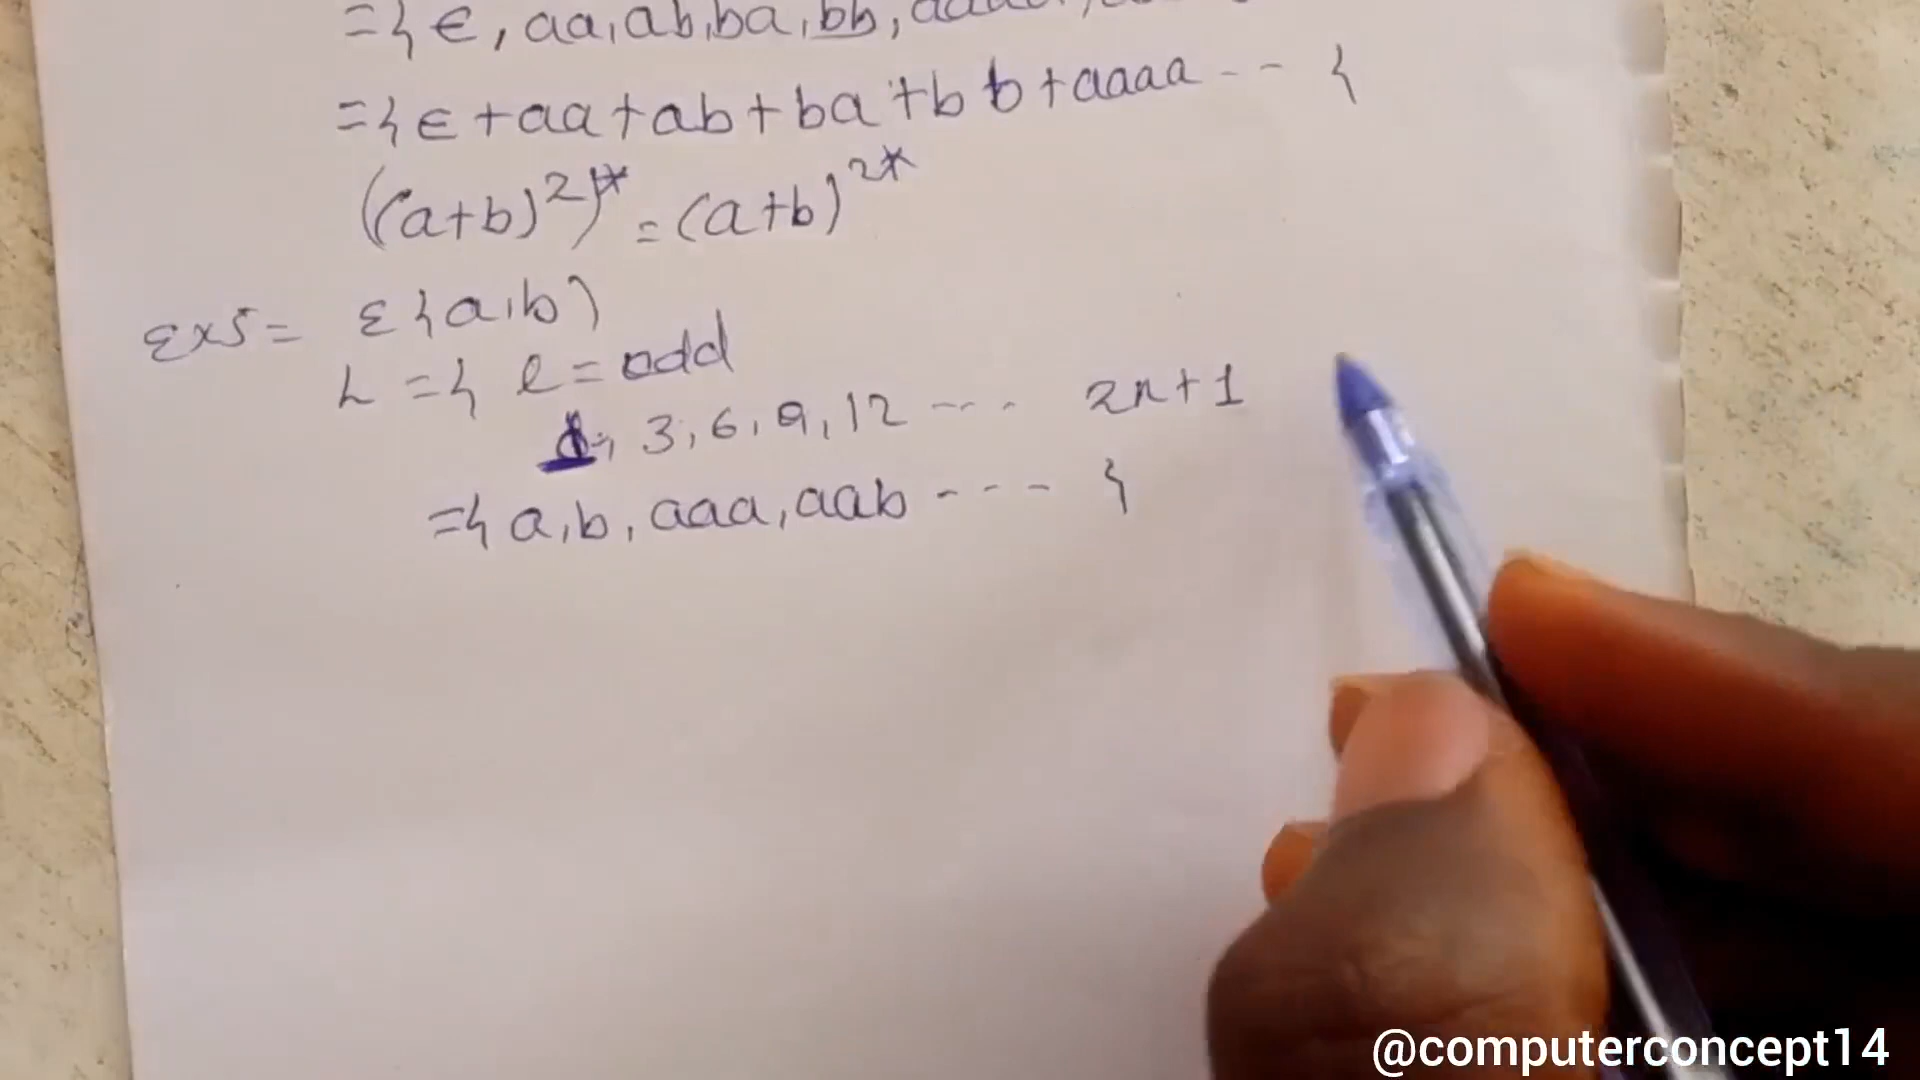 ={ ε, aa, ab, ba, bb,
={ ε + aa + ab + ba + bb + aaaa -- {
((a+b)²)* = (a+b)²*
Ex5 = Σ{a,b}
L = { l = odd
1, 3, 6, 9, 12 --- 2n+1
={ a, b, aaa, aab ---- {
@computerconcept14